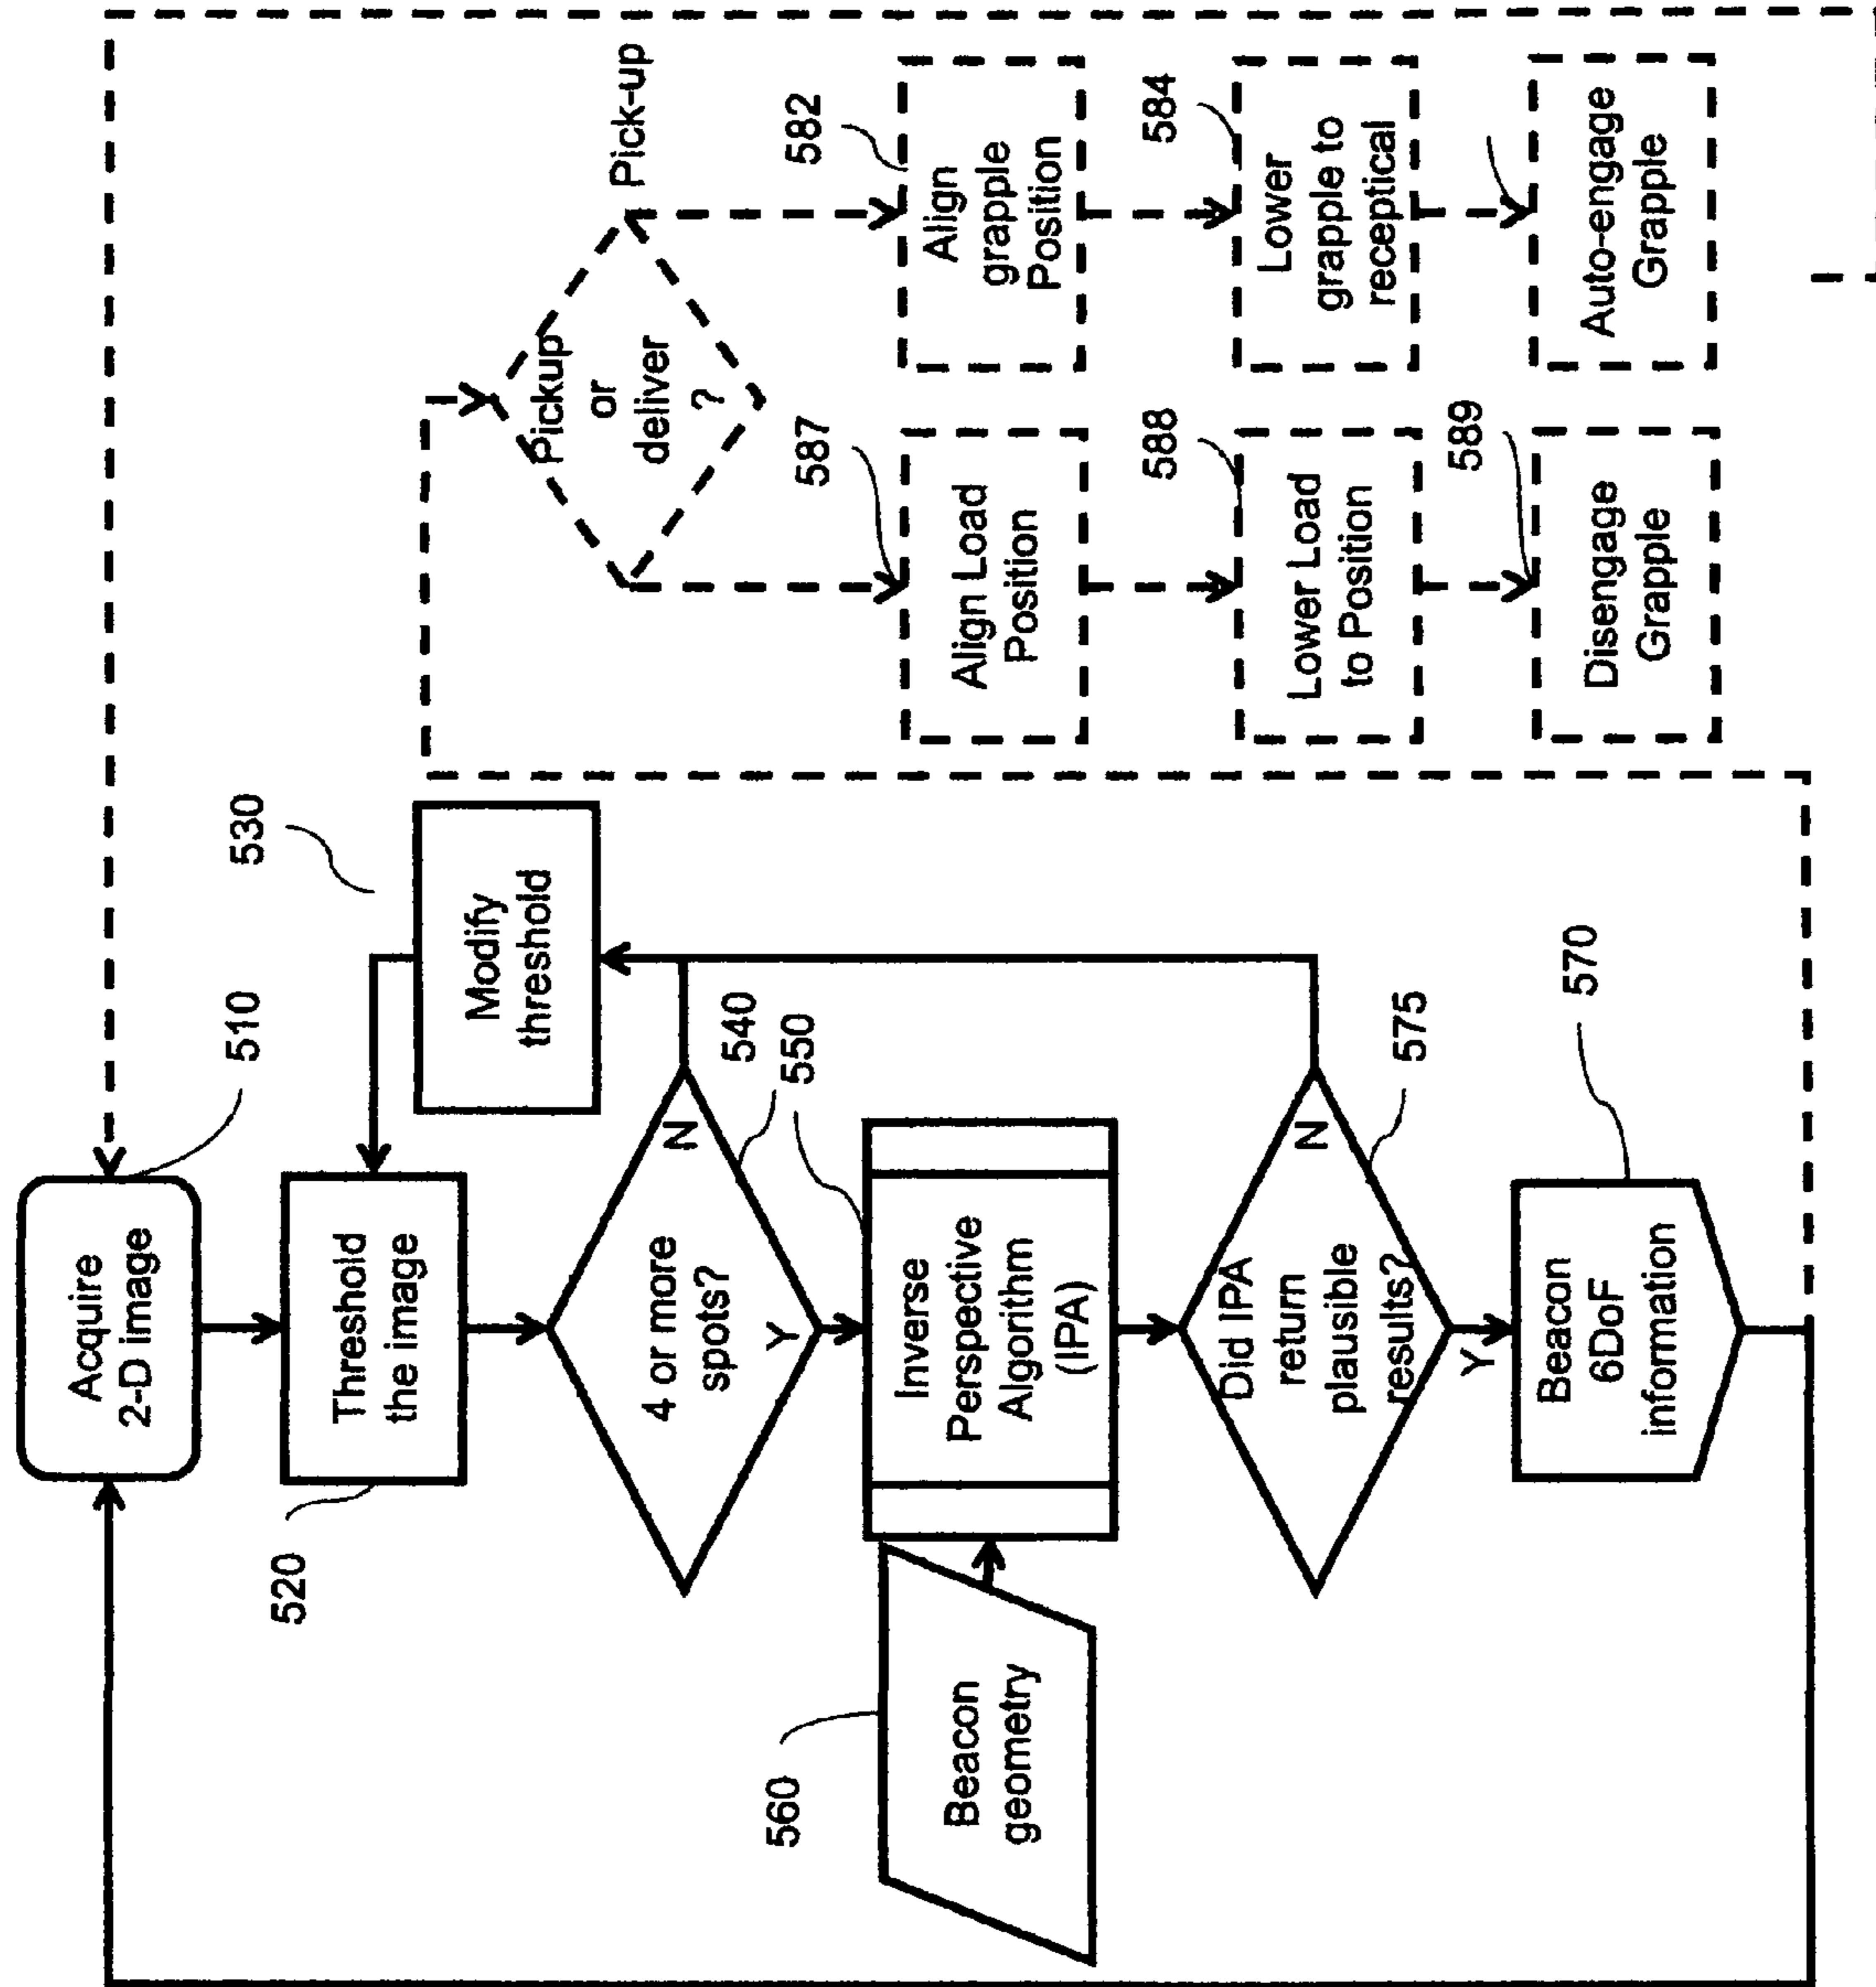 Acquire
2-D image
510
Threshold
the image
520
Modify
threshold
530
4 or more
spots?
N
Y
540
550
Inverse
Perspective
Algorithm
(IPA)
Beacon
geometry
560
Did IPA
return
plausible
results?
N
Y
575
Beacon
6DoF
information
570
Pickup
or
deliver
?
Pick-up
587
Align Load
Position
588
Lower Load
to Position
589
Disengage
Grapple
582
Align
grapple
Position
584
Lower
grapple to
receptical
Auto-engage
Grapple